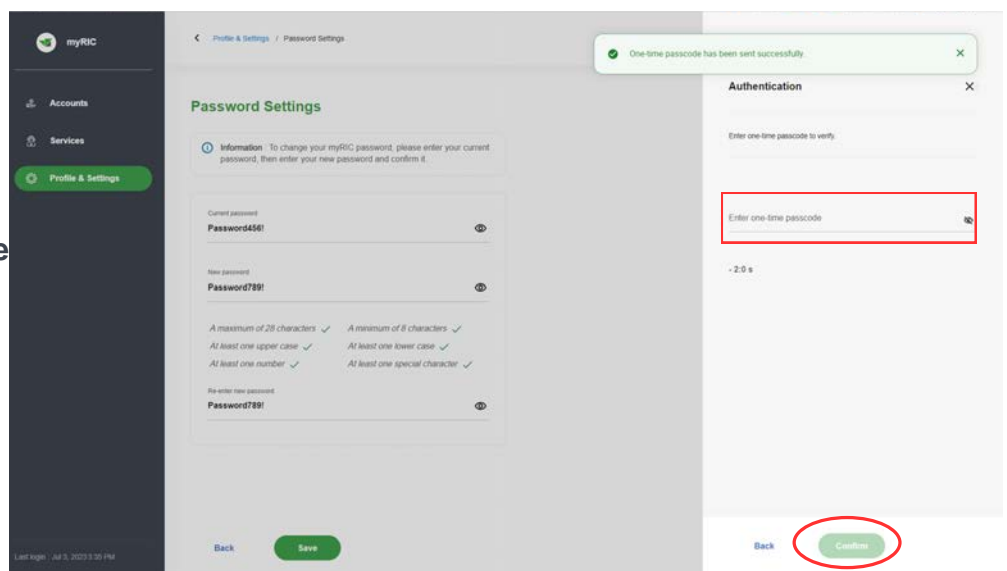 myRIC
Profile & Settings / Password Settings
One-time passcode has been sent successfully.
Authentication
Accounts
Password Settings
Services
Information : To change your myRIC password, please enter your current
password, then enter your new password and confirm it.
Enter one-time passcode to verify.
Profile & Settings
Current password
Password456!
Enter one-time passcode
e
New password
Password789!
- 2:0 s
A maximum of 28 characters
A minimum of 8 characters
At least one upper case
At least one lower case
At least one number
At least one special character
Re-enter new password
Password789!
Back
Save
Back
Confirm
Last login : Jul 3, 2023 3:35 PM